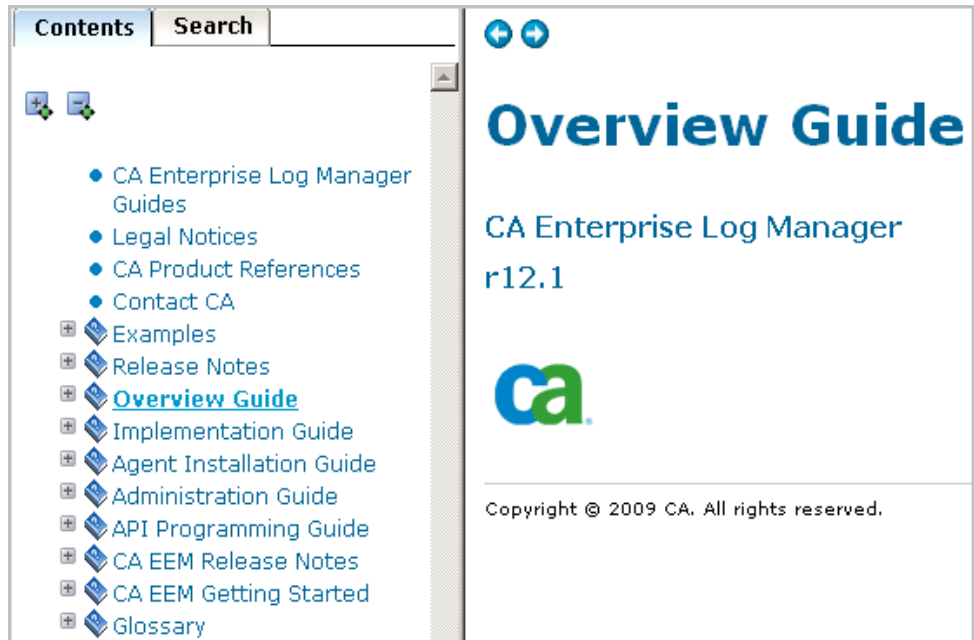 Contents
Search
CA Enterprise Log Manager
Guides
Legal Notices
CA Product References
Contact CA
Examples
Release Notes
Overview Guide
Implementation Guide
Agent Installation Guide
Administration Guide
API Programming Guide
CA EEM Release Notes
CA EEM Getting Started
Glossary
Overview Guide
CA Enterprise Log Manager
r12.1
ca
Copyright © 2009 CA. All rights reserved.